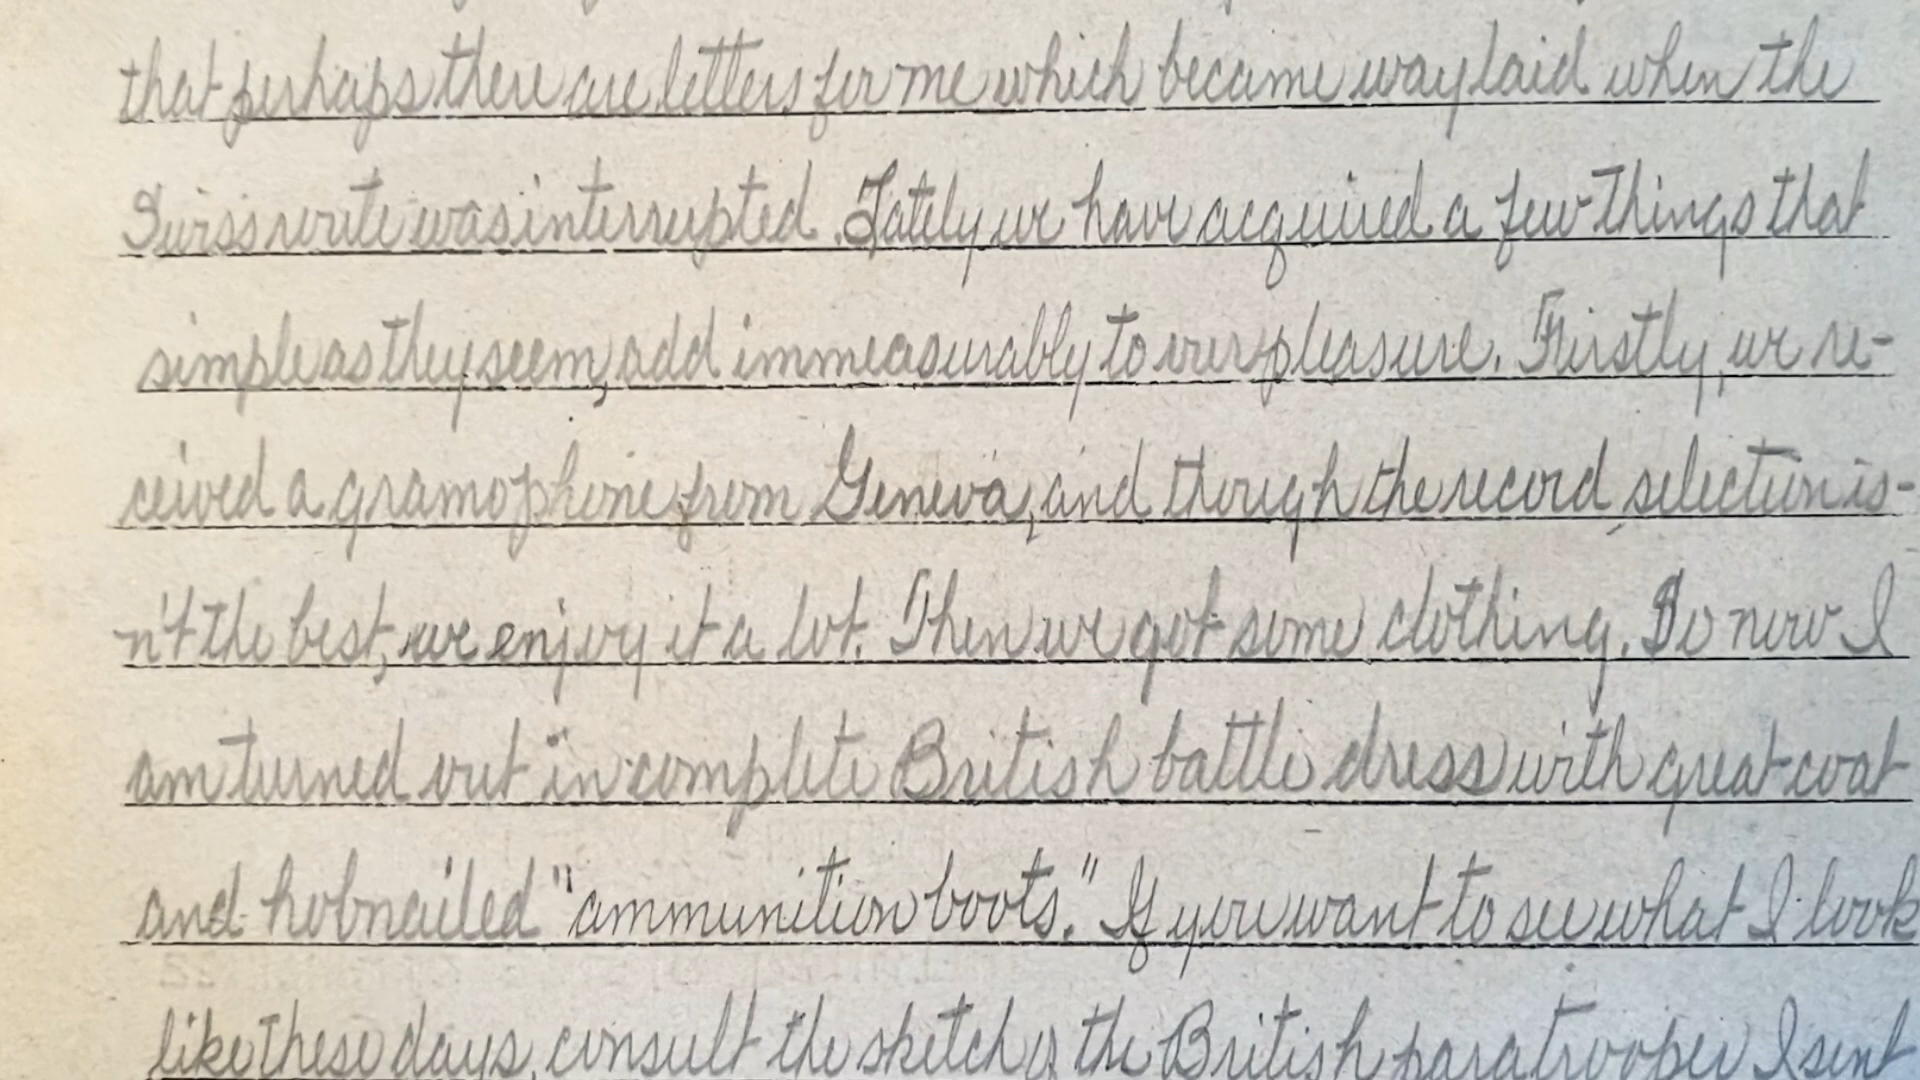 that perhaps there are letters for me which became waylaid when the
Swiss route was interrupted. Lately we have acquired a few things that
simple as they seem, add immeasurably to our pleasure. Firstly, we re-
ceived a gramophone from Geneva, and though the record selection is-
n't the best, we enjoy it a lot. Then we got some clothing. So now I
am turned out in complete British battle dress with great coat
and hobnailed "ammunition boots." If you want to see what I look
like these days, consult the sketch of the British paratrooper I sent